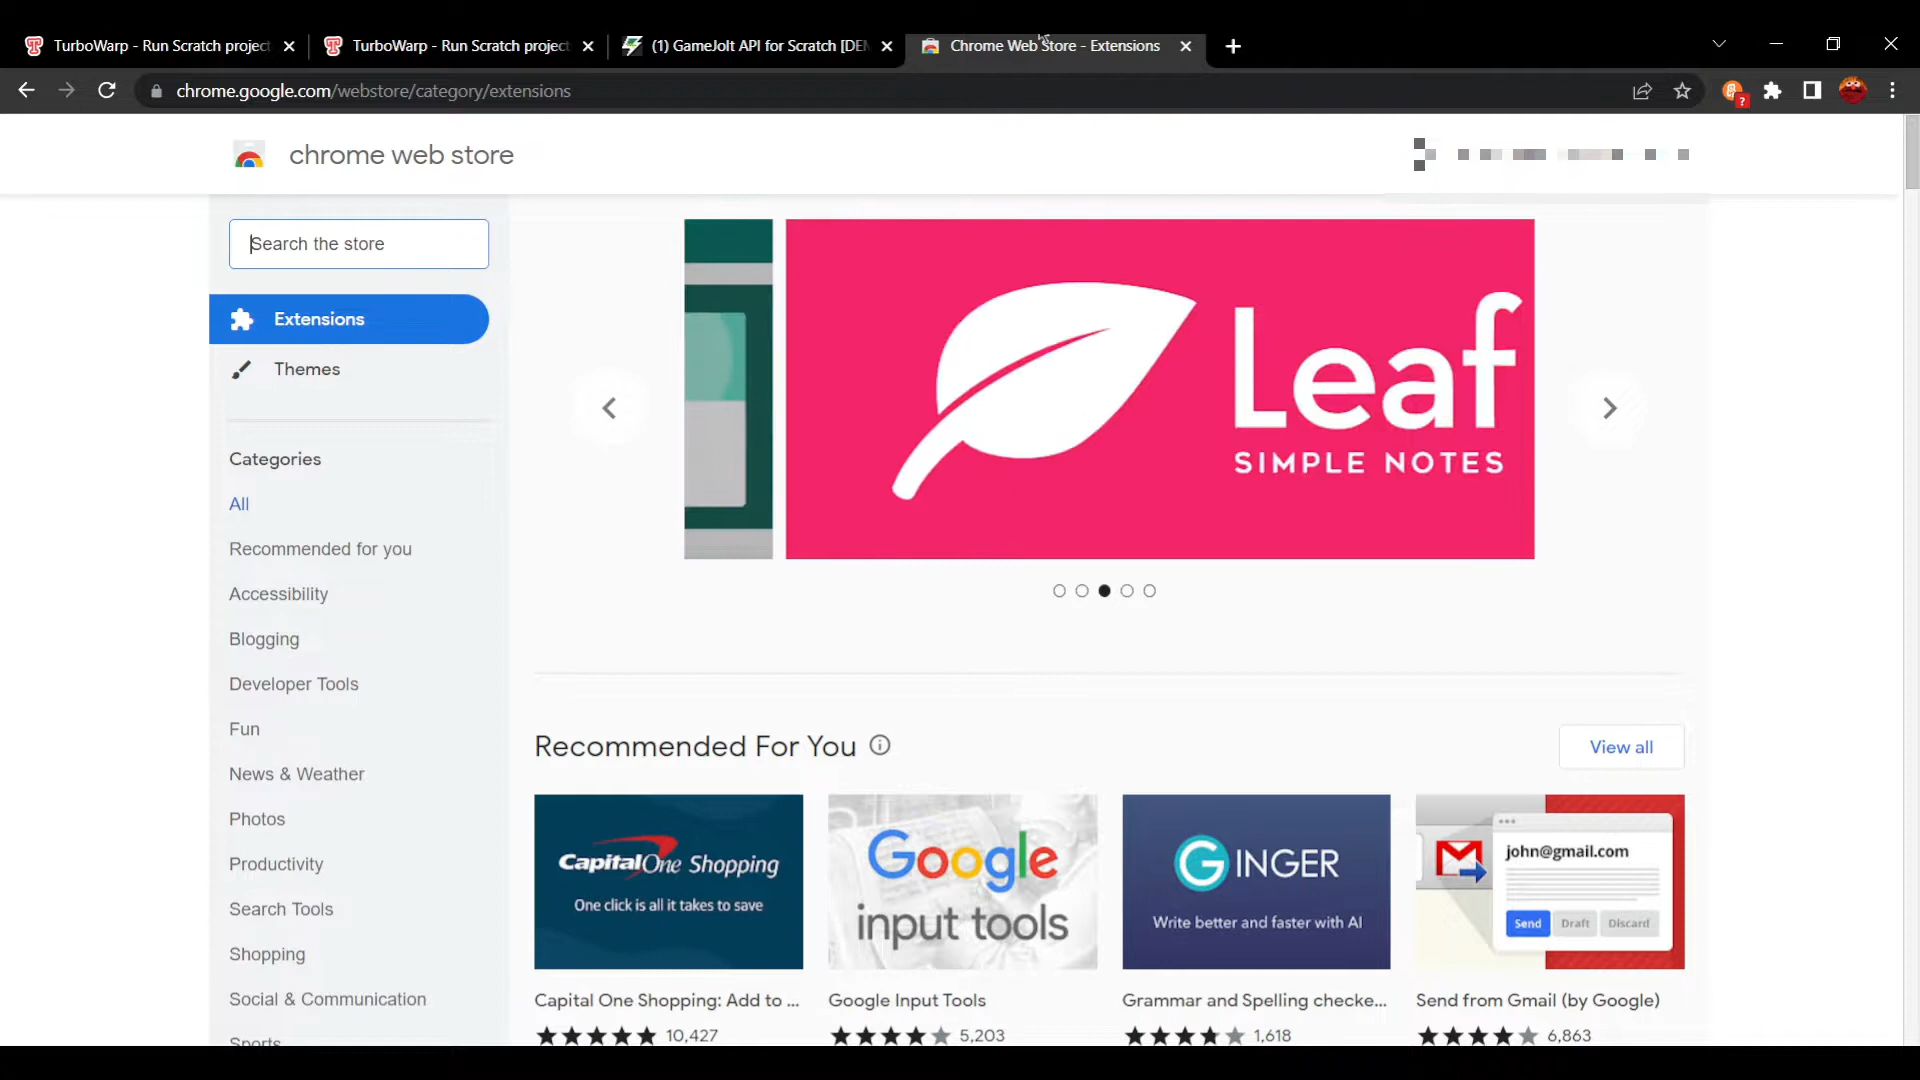 TurboWarp - Run Scratch project
TurboWarp - Run Scratch project
(1) GameJolt API for Scratch [DEM
Chrome Web Store - Extensions
chrome.google.com/webstore/category/extensions
?
chrome web store
Search the store
Extensions
Themes
Categories
All
Recommended for you
Accessibility
Blogging
Developer Tools
Fun
News & Weather
Photos
Productivity
Search Tools
Shopping
Social & Communication
Sports
Leaf
SIMPLE NOTES
Recommended For You
View all
CapitalOne Shopping
One click is all it takes to save
Google
input tools
GINGER
Write better and faster with AI
john@gmail.com
Send
Draft
Discard
Capital One Shopping: Add to ...
Google Input Tools
Grammar and Spelling checke...
Send from Gmail (by Google)
10,427
5,203
1,618
6,863